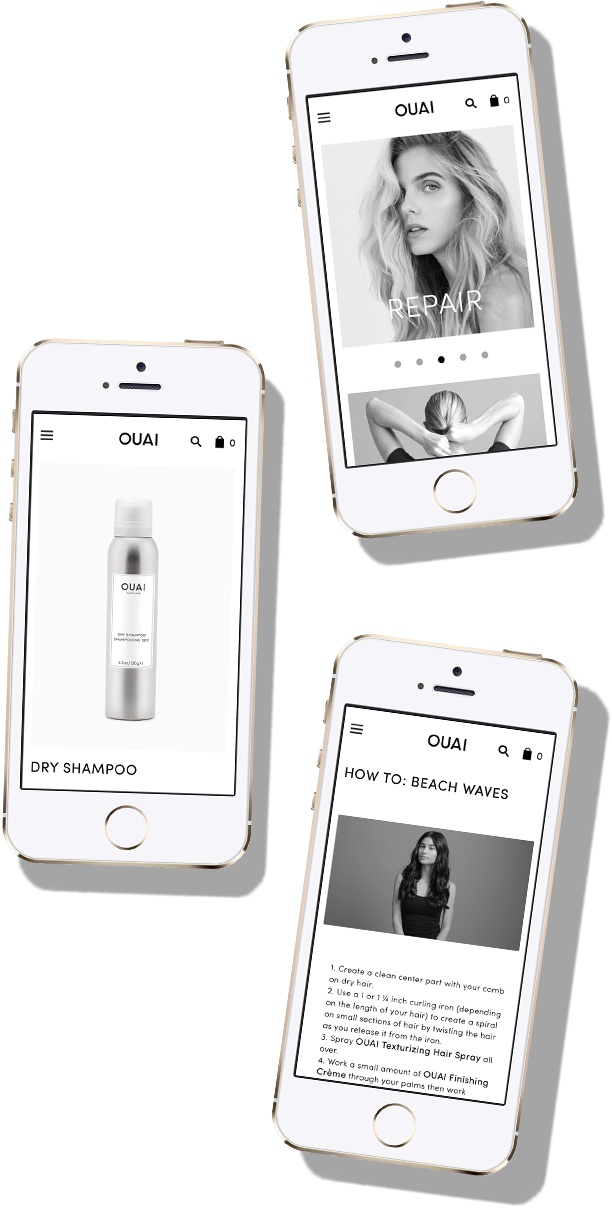 OUAI
0
REPAIR
OUAI
0
OUAI
DRY SHAMPOO
SHAMPOOING SEC
DRY SHAMPOO
OUAI
0
HOW TO: BEACH WAVES
1. Create a clean center part with your comb
on dry hair.
2. Use a 1 or 1 ¼ inch curling iron (depending
on the length of your hair) to create a spiral
on small sections of hair by twisting the hair
as you release it from the iron.
3. Spray OUAI Texturizing Hair Spray all
over.
4. Work a small amount of OUAI Finishing
Crème through your palms then work